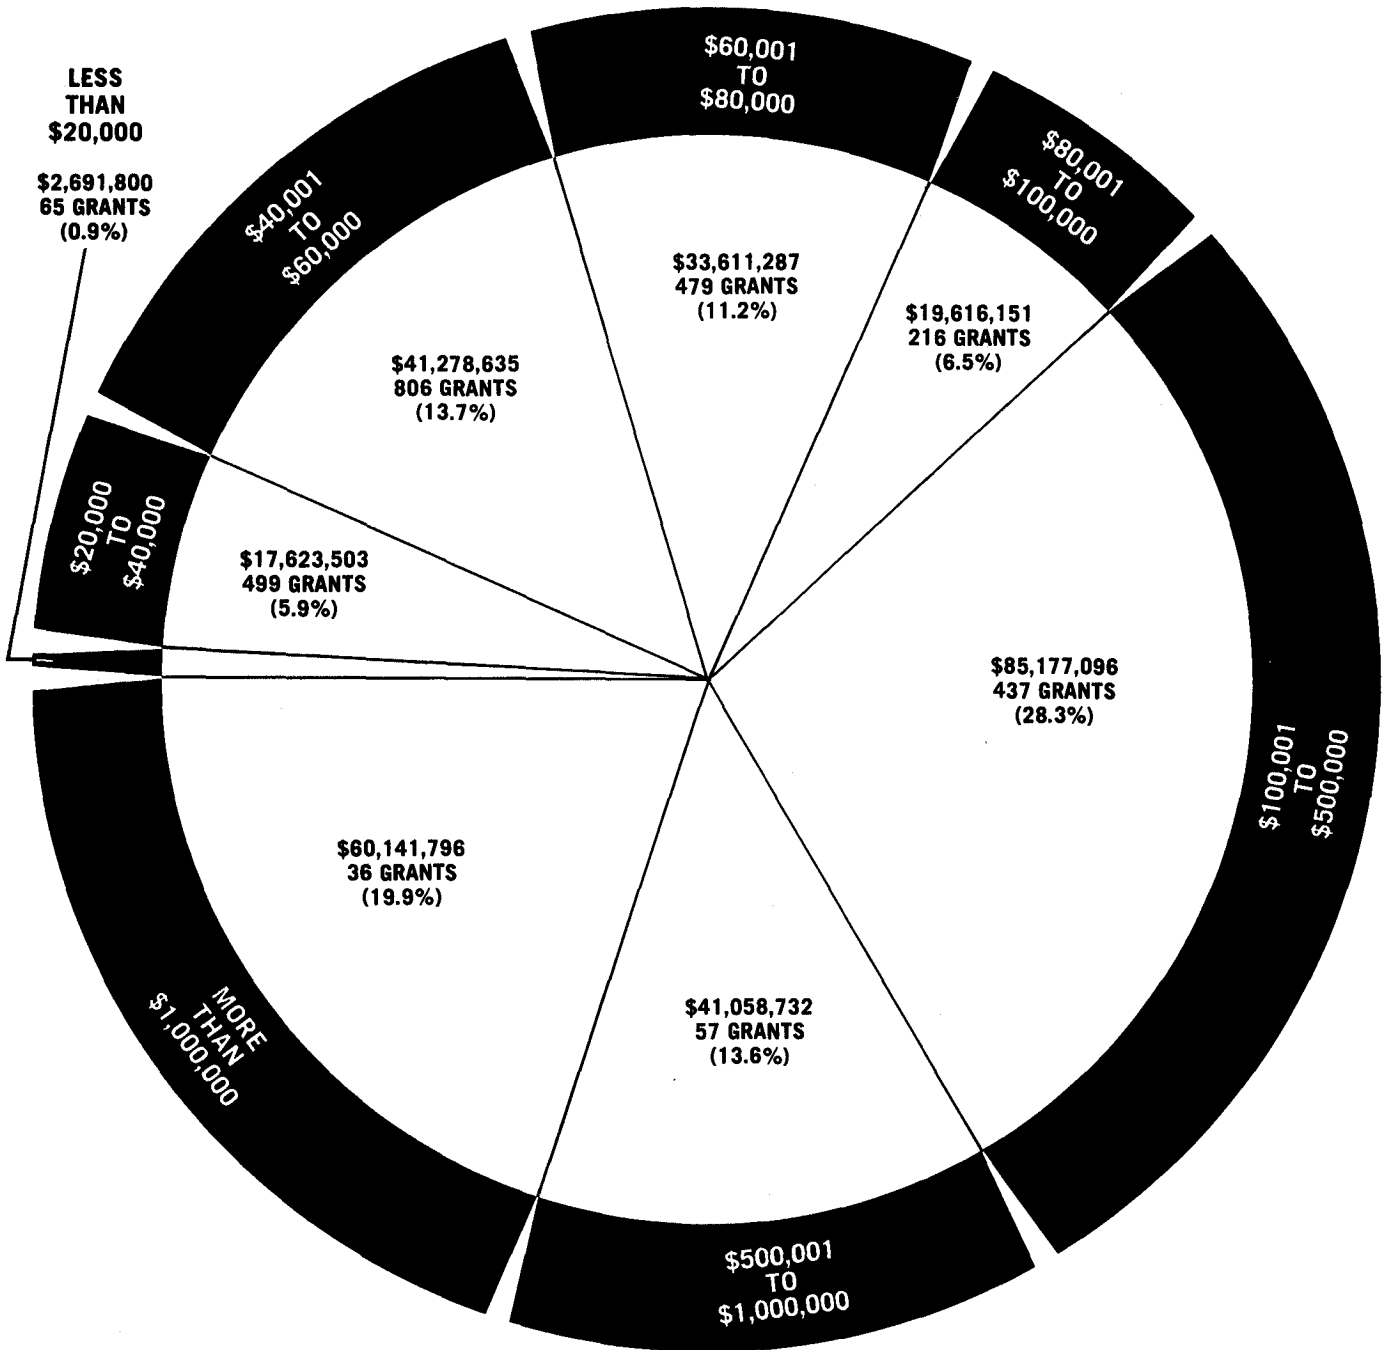 LESS
THAN
$20,000
$2,691,800
65 GRANTS
(0.9%)
$20,000
TO
$40,000
$17,623,503
499 GRANTS
(5.9%)
$40,001
TO
$60,000
$41,278,635
806 GRANTS
(13.7%)
$60,001
TO
$80,000
$33,611,287
479 GRANTS
(11.2%)
$80,001
TO
$100,000
$19,616,151
216 GRANTS
(6.5%)
$100,001
TO
$500,000
$85,177,096
437 GRANTS
(28.3%)
$500,001
TO
$1,000,000
$41,058,732
57 GRANTS
(13.6%)
MORE
THAN
$1,000,000
$60,141,796
36 GRANTS
(19.9%)